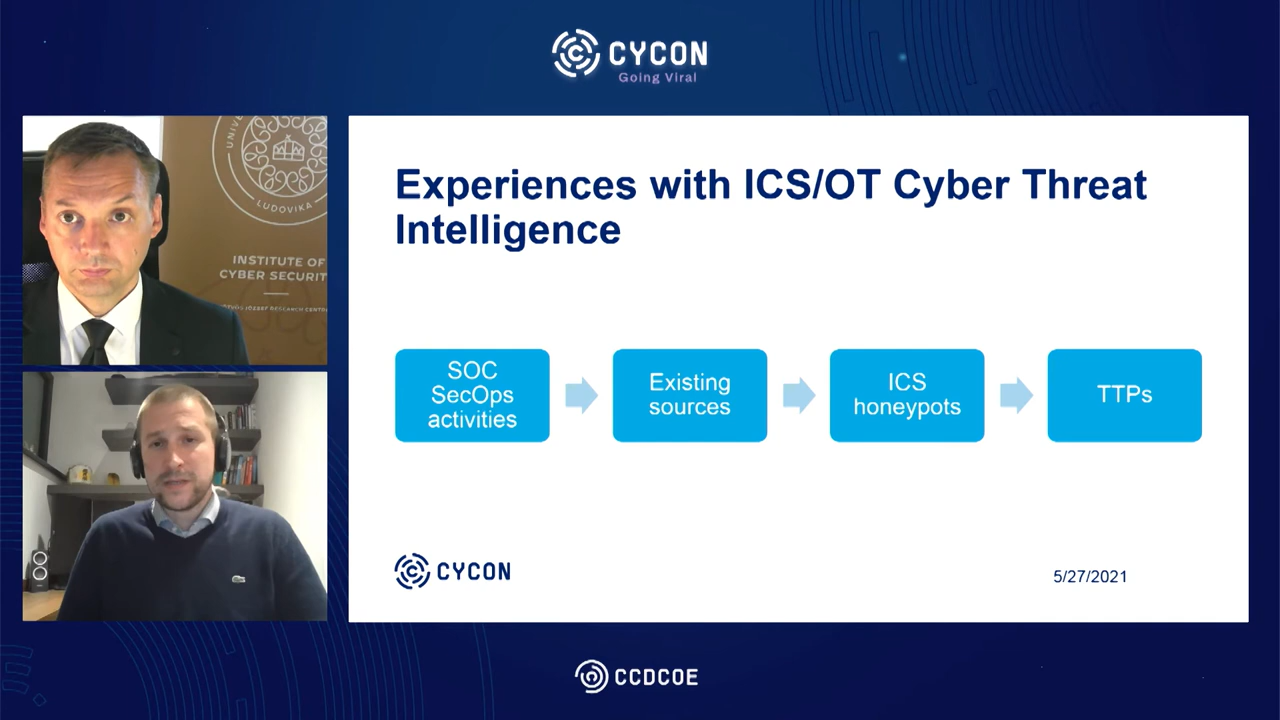 CYCON
Going Viral
LUDOVIKA
INSTITUTE OF
CYBER SECURIT
Experiences with ICS/OT Cyber Threat
Intelligence
SOC
SecOps
activities
Existing
sources
ICS
honeypots
TTPs
CYCON
5/27/2021
CCDCOE